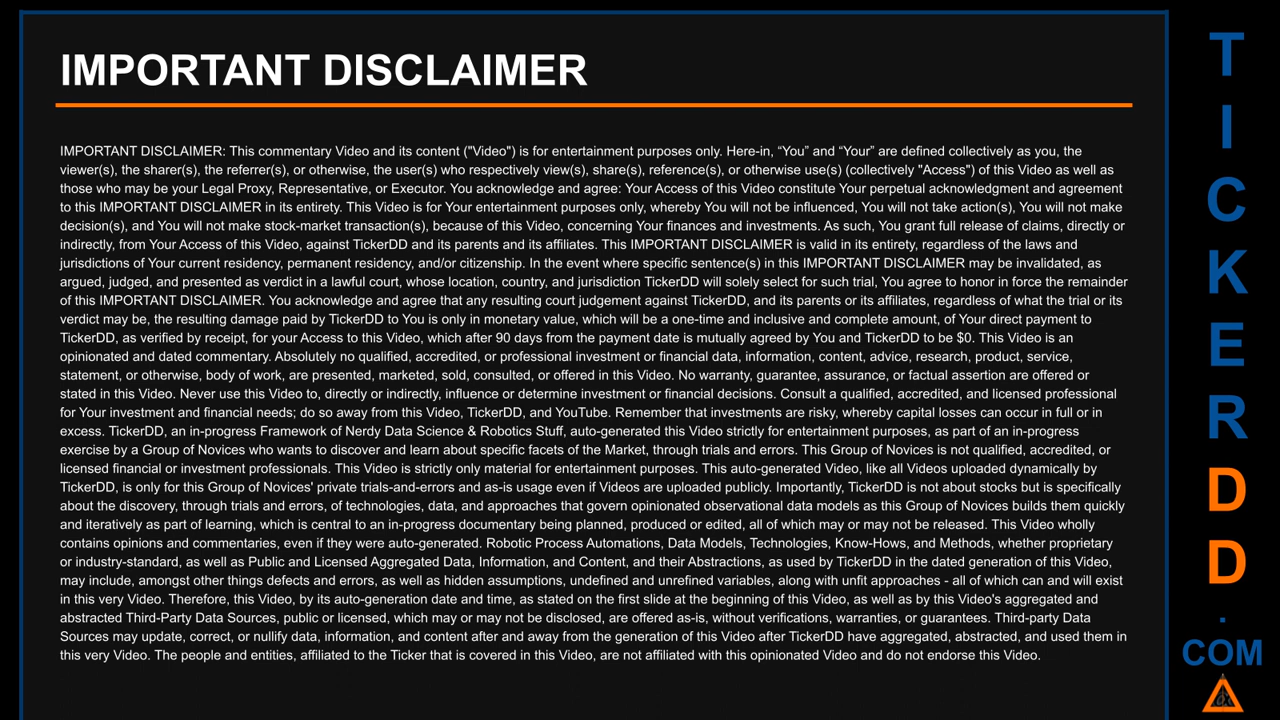 IMPORTANT DISCLAIMER
IMPORTANT DISCLAIMER: This commentary Video and its content ("Video") is for entertainment purposes only. Here-in, “You” and “Your” are defined collectively as you, the
viewer(s), the sharer(s), the referrer(s), or otherwise, the user(s) who respectively view(s), share(s), reference(s), or otherwise use(s) (collectively "Access") of this Video as well as
those who may be your Legal Proxy, Representative, or Executor. You acknowledge and agree: Your Access of this Video constitute Your perpetual acknowledgment and agreement
to this IMPORTANT DISCLAIMER in its entirety. This Video is for Your entertainment purposes only, whereby You will not be influenced, You will not take action(s), You will not make
decision(s), and You will not make stock-market transaction(s), because of this Video, concerning Your finances and investments. As such, You grant full release of claims, directly or
indirectly, from Your Access of this Video, against TickerDD and its parents and its affiliates. This IMPORTANT DISCLAIMER is valid in its entirety, regardless of the laws and
jurisdictions of Your current residency, permanent residency, and/or citizenship. In the event where specific sentence(s) in this IMPORTANT DISCLAIMER may be invalidated, as
argued, judged, and presented as verdict in a lawful court, whose location, country, and jurisdiction TickerDD will solely select for such trial, You agree to honor in force the remainder
of this IMPORTANT DISCLAIMER. You acknowledge and agree that any resulting court judgement against TickerDD, and its parents or its affiliates, regardless of what the trial or its
verdict may be, the resulting damage paid by TickerDD to You is only in monetary value, which will be a one-time and inclusive and complete amount, of Your direct payment to
TickerDD, as verified by receipt, for your Access to this Video, which after 90 days from the payment date is mutually agreed by You and TickerDD to be $0. This Video is an
opinionated and dated commentary. Absolutely no qualified, accredited, or professional investment or financial data, information, content, advice, research, product, service,
statement, or otherwise, body of work, are presented, marketed, sold, consulted, or offered in this Video. No warranty, guarantee, assurance, or factual assertion are offered or
stated in this Video. Never use this Video to, directly or indirectly, influence or determine investment or financial decisions. Consult a qualified, accredited, and licensed professional
for Your investment and financial needs; do so away from this Video, TickerDD, and YouTube. Remember that investments are risky, whereby capital losses can occur in full or in
excess. TickerDD, an in-progress Framework of Nerdy Data Science & Robotics Stuff, auto-generated this Video strictly for entertainment purposes, as part of an in-progress
exercise by a Group of Novices who wants to discover and learn about specific facets of the Market, through trials and errors. This Group of Novices is not qualified, accredited, or
licensed financial or investment professionals. This Video is strictly only material for entertainment purposes. This auto-generated Video, like all Videos uploaded dynamically by
TickerDD, is only for this Group of Novices' private trials-and-errors and as-is usage even if Videos are uploaded publicly. Importantly, TickerDD is not about stocks but is specifically
about the discovery, through trials and errors, of technologies, data, and approaches that govern opinionated observational data models as this Group of Novices builds them quickly
and iteratively as part of learning, which is central to an in-progress documentary being planned, produced or edited, all of which may or may not be released. This Video wholly
contains opinions and commentaries, even if they were auto-generated. Robotic Process Automations, Data Models, Technologies, Know-Hows, and Methods, whether proprietary
or industry-standard, as well as Public and Licensed Aggregated Data, Information, and Content, and their Abstractions, as used by TickerDD in the dated generation of this Video,
may include, amongst other things defects and errors, as well as hidden assumptions, undefined and unrefined variables, along with unfit approaches - all of which can and will exist
in this very Video. Therefore, this Video, by its auto-generation date and time, as stated on the first slide at the beginning of this Video, as well as by this Video's aggregated and
abstracted Third-Party Data Sources, public or licensed, which may or may not be disclosed, are offered as-is, without verifications, warranties, or guarantees. Third-party Data
Sources may update, correct, or nullify data, information, and content after and away from the generation of this Video after TickerDD have aggregated, abstracted, and used them in
this very Video. The people and entities, affiliated to the Ticker that is covered in this Video, are not affiliated with this opinionated Video and do not endorse this Video.
T
I
C
K
E
R
D
D
.
COM